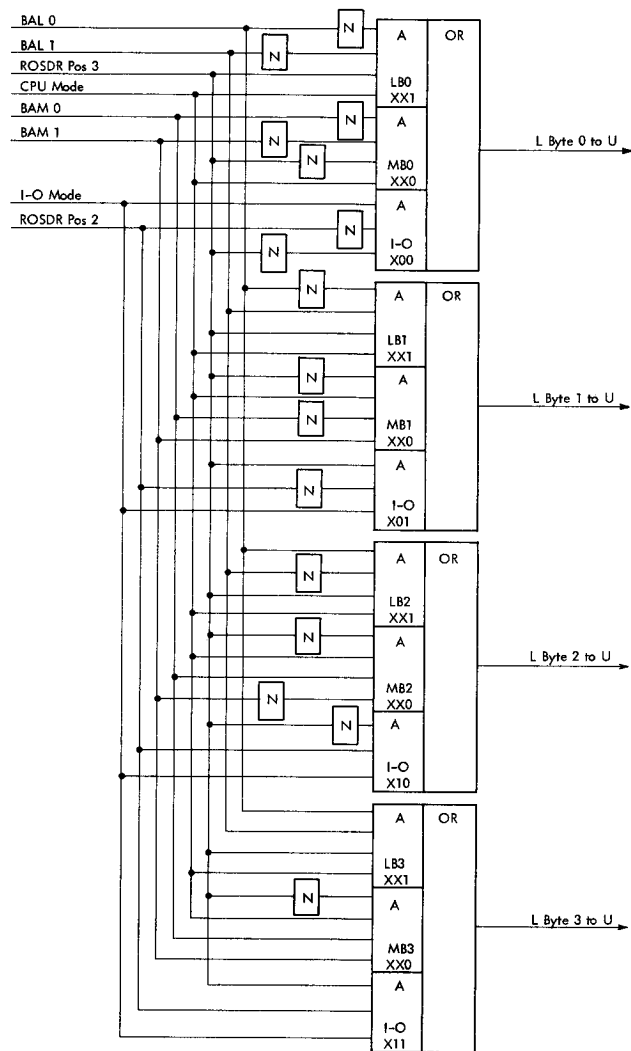 BAL 0
BAL 1
ROSDR Pos 3
CPU Mode
BAM 0
BAM 1
I-O Mode
ROSDR Pos 2
N
N
A
OR
LB0
XX1
N
N
A
N
MB0
XX0
L Byte 0 to U
A
N
N
I-O
X00
N
A
OR
LB1
XX1
N
A
N
MB1
XX0
L Byte 1 to U
A
N
I-O
X01
A
OR
N
LB2
XX1
N
A
MB2
XX0
L Byte 2 to U
N
N
A
I-O
X10
A
OR
LB3
XX1
N
A
MB3
XX0
L Byte 3 to U
A
I-O
X11